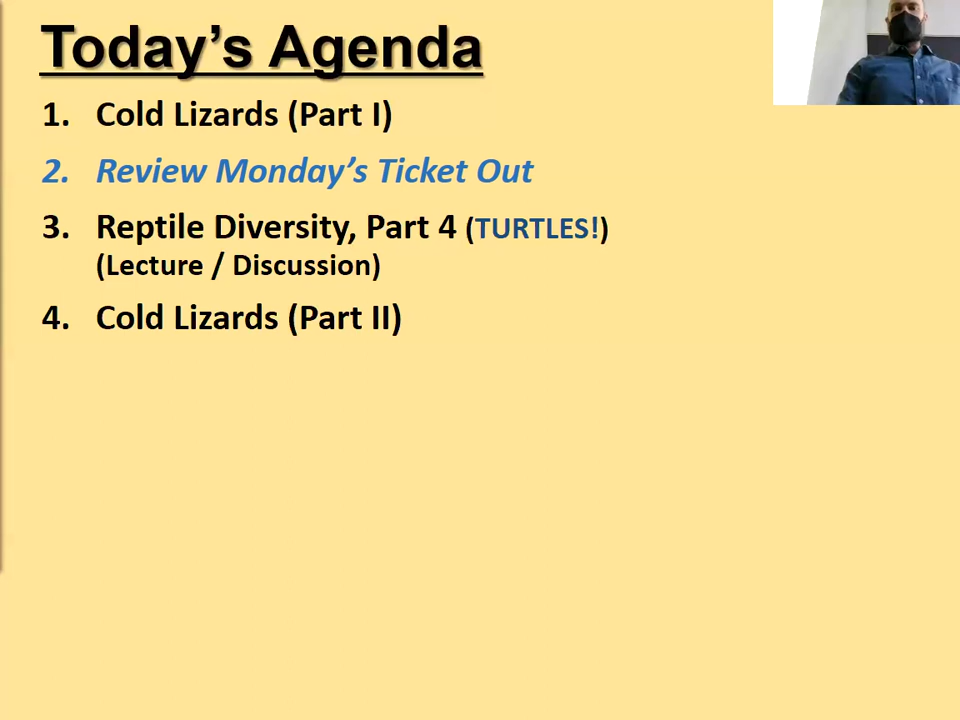 Today’s Agenda
1. Cold Lizards (Part I)
2. Review Monday’s Ticket Out
3. Reptile Diversity, Part 4 (TURTLES!)
(Lecture / Discussion)
4. Cold Lizards (Part II)